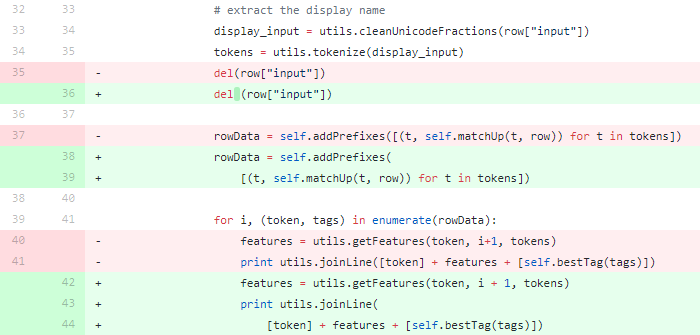 32 33 # extract the display name
33 34 display_input = utils.cleanUnicodeFractions(row["input"])
34 35 tokens = utils.tokenize(display_input)
35 - del(row["input"])
36 + del (row["input"])
36 37
37 - rowData = self.addPrefixes([(t, self.matchUp(t, row)) for t in tokens])
38 + rowData = self.addPrefixes(
39 + [(t, self.matchUp(t, row)) for t in tokens])
38 40
39 41 for i, (token, tags) in enumerate(rowData):
40 - features = utils.getFeatures(token, i+1, tokens)
41 - print utils.joinLine([token] + features + [self.bestTag(tags)])
42 + features = utils.getFeatures(token, i + 1, tokens)
43 + print utils.joinLine(
44 + [token] + features + [self.bestTag(tags)])